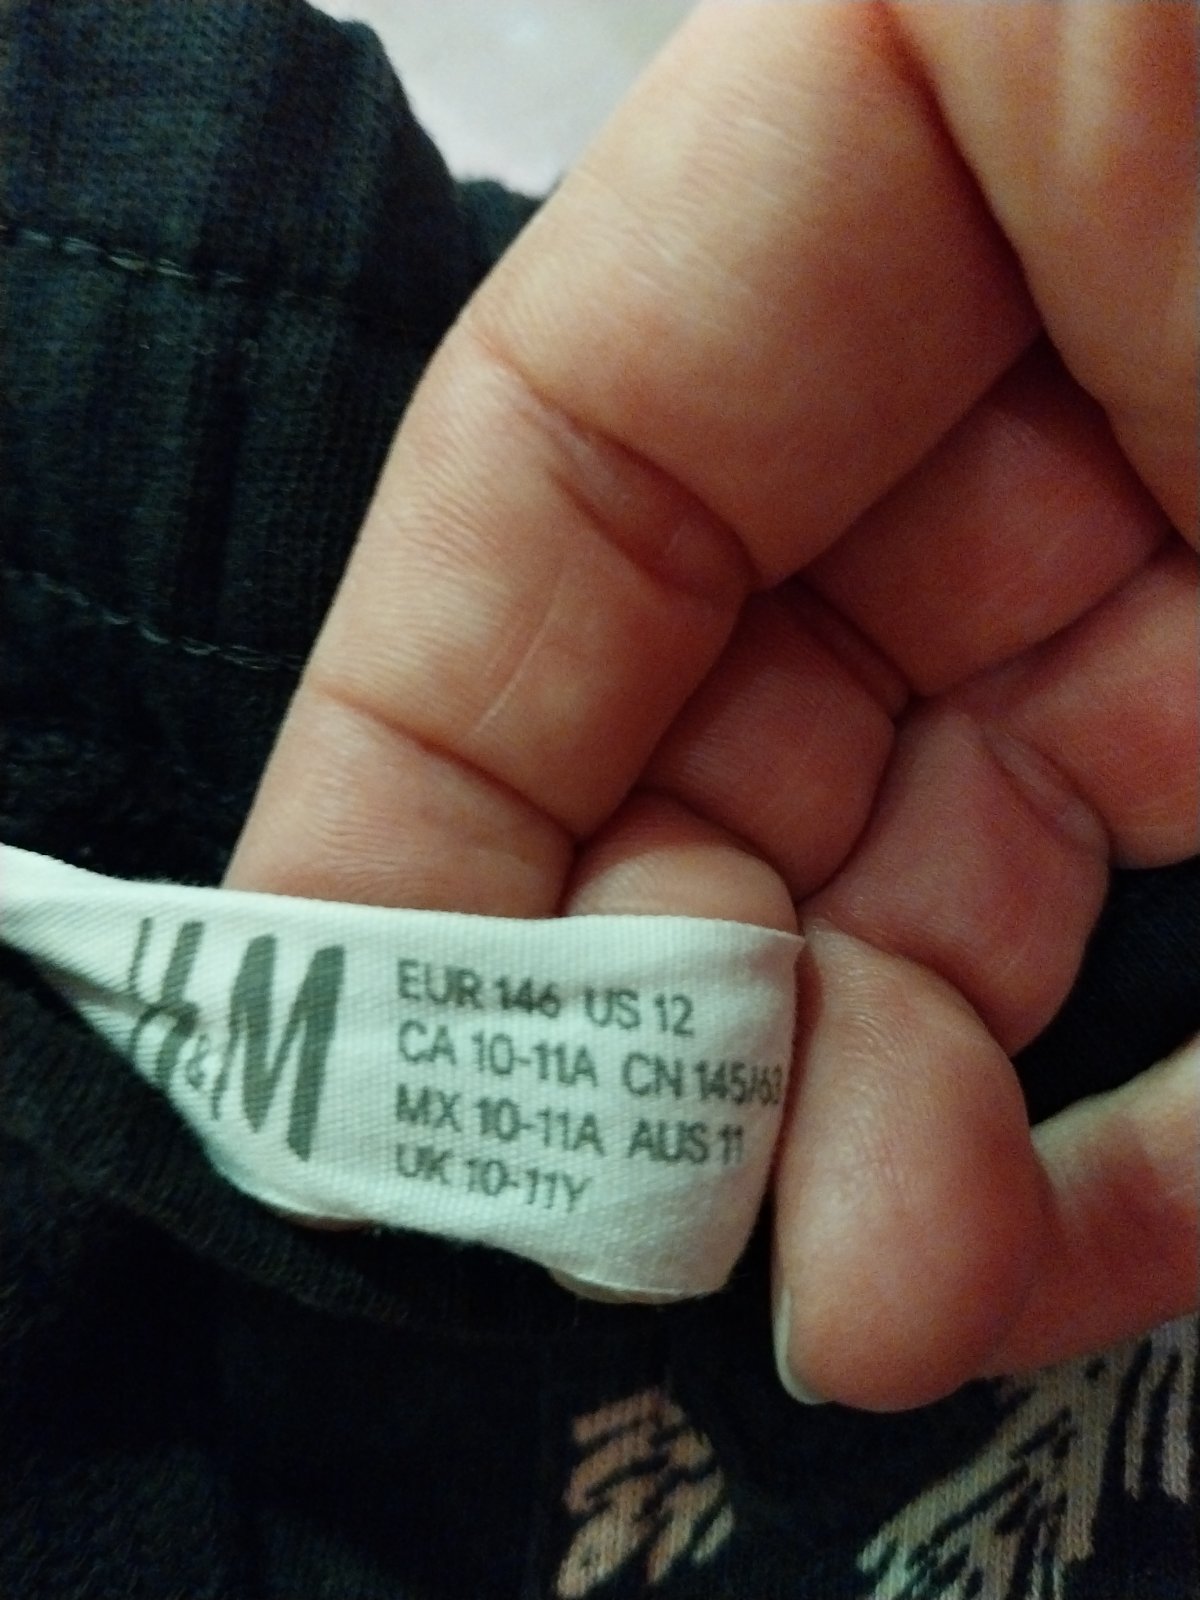 H&M
EUR 146 US 12
CA 10-11A CN 145/63
MX 10-11A AUS 11
UK 10-11Y